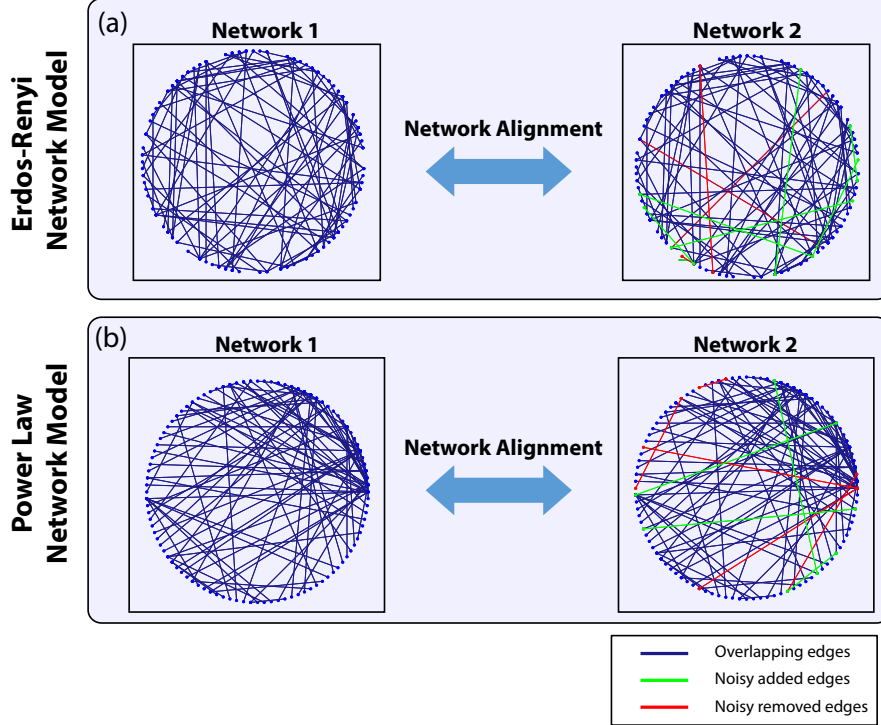 (a)
Network 1
Network 2
Erdos-Renyi
Network Model
Network Alignment
(b)
Network 1
Network 2
Power Law
Network Model
Network Alignment
Overlapping edges
Noisy added edges
Noisy removed edges